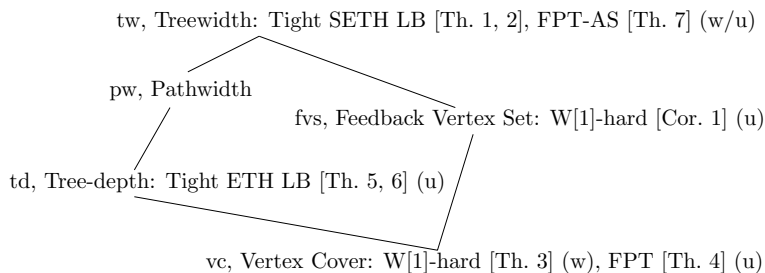 tw, Treewidth: Tight SETH LB [Th. 1, 2], FPT-AS [Th. 7] (w/u)
pw, Pathwidth
fvs, Feedback Vertex Set: W[1]-hard [Cor. 1] (u)
td, Tree-depth: Tight ETH LB [Th. 5, 6] (u)
vc, Vertex Cover: W[1]-hard [Th. 3] (w), FPT [Th. 4] (u)